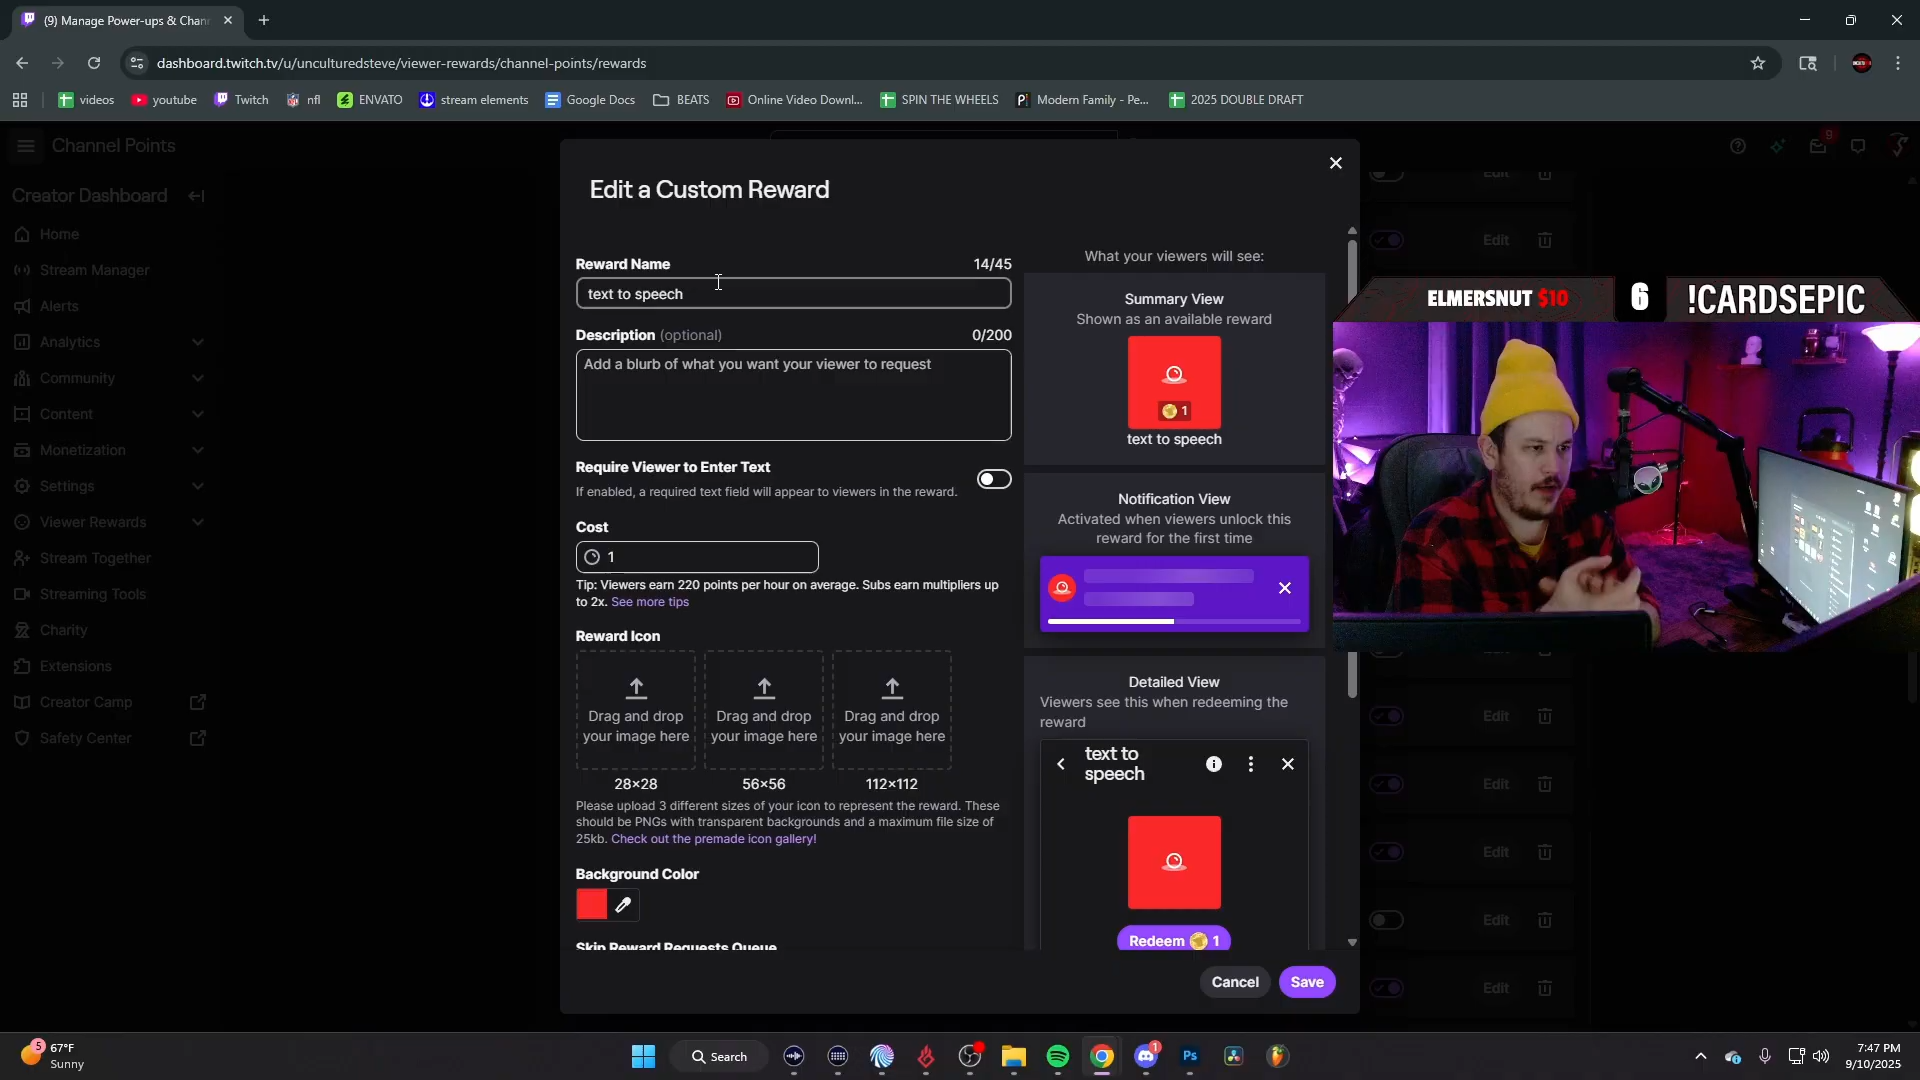 (9) Manage Power-ups & Chan
dashboard.twitch.tv/u/unculturedsteve/viewer-rewards/channel-points/rewards
videos
youtube
Twitch
nfl
ENVATO
stream elements
Google Docs
BEATS
Online Video Downl...
SPIN THE WHEELS
Modern Family - Pe...
2025 DOUBLE DRAFT
Channel Points
9
Creator Dashboard
Home
Stream Manager
Alerts
Analytics
Community
Content
Monetization
Settings
Viewer Rewards
Streaming Tools
Stream Together
Charity
Extensions
Creator Camp
Safety Center
Edit a Custom Reward
Reward Name 14/45
text to speech
Description (optional) 0/200
Add a blurb of what you want your viewer to request
Require Viewer to Enter Text
If enabled, a required text field will appear to viewers in the reward.
Cost
1
Tip: Viewers earn 220 points per hour on average. Subs earn multipliers up
to 2x. See more tips
Reward Icon
Drag and drop
your image here
Drag and drop
your image here
Drag and drop
your image here
28×28
56×56
112×112
Please upload 3 different sizes of your icon to represent the reward. These
should be PNGs with transparent backgrounds and a maximum file size of
25kb. Check out the premade icon gallery!
Background Color
Skip Reward Requests Queue
What your viewers will see:
Summary View
Shown as an available reward
1
text to speech
Notification View
Activated when viewers unlock this
reward for the first time
Detailed View
Viewers see this when redeeming the
reward
text to
speech
Redeem 1
Cancel
Save
Edit
Edit
Edit
Edit
Edit
Edit
Edit
ELMERSNUT $10
6
!CARDSEPIC
5
67°F
Sunny
Search
1
Ps
7:47 PM
9/10/2025